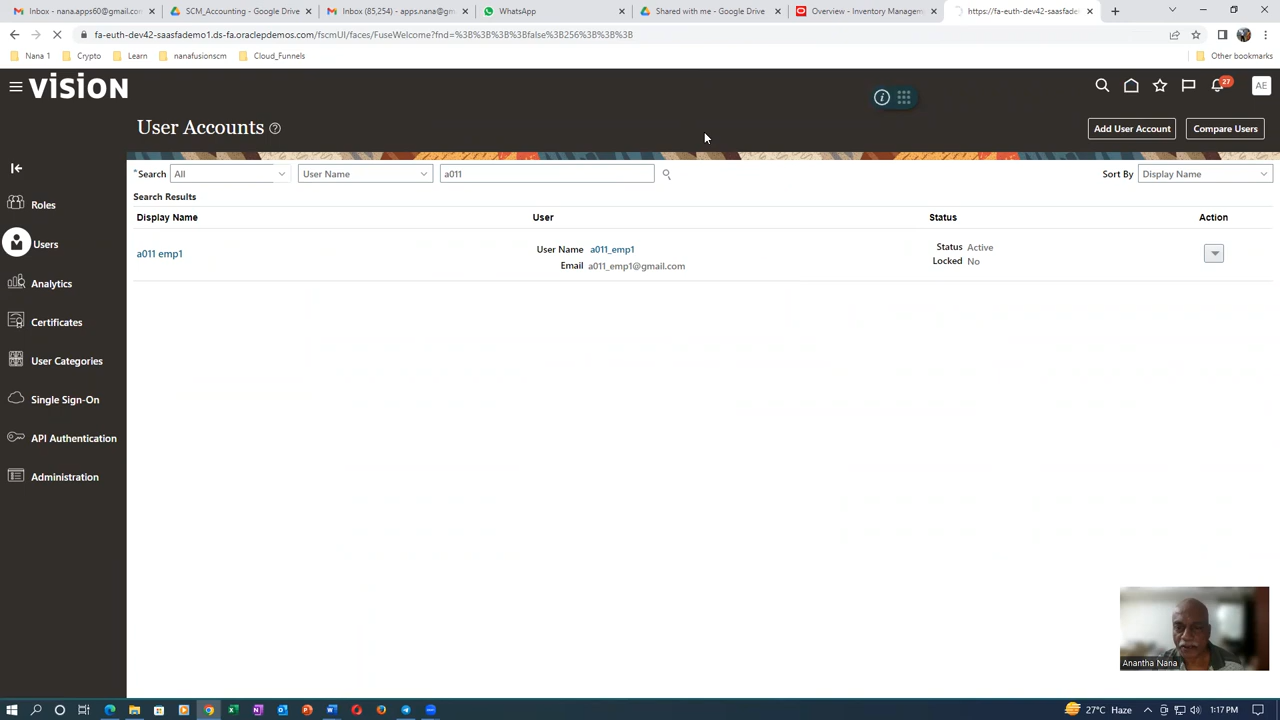 Inbox - nana.apps60@gmail.co
SCM_Accounting - Google Drive
Inbox (85,254) - apps.nana@gm
WhatsApp
Shared with me - Google Drive
Overview - Inventory Managem
https://fa-euth-dev42-saasfade
fa-euth-dev42-saasfademo1.ds-fa.oraclepdemos.com/fscmUI/faces/FuseWelcome?fnd=%3B%3B%3B%3Bfalse%3B256%3B%3B%3B
Nana 1
Crypto
Learn
nanafusionscm
Cloud_Funnels
Other bookmarks
VISION
27
AE
User Accounts
Add User Account
Compare Users
*Search
All
User Name
a011
Sort By
Display Name
Search Results
Display Name
User
Status
Action
a011 emp1
User Name a011_emp1
Email a011_emp1@gmail.com
Status Active
Locked No
Roles
Users
Analytics
Certificates
User Categories
Single Sign-On
API Authentication
Administration
Anantha Nana
27°C Haze
1:17 PM